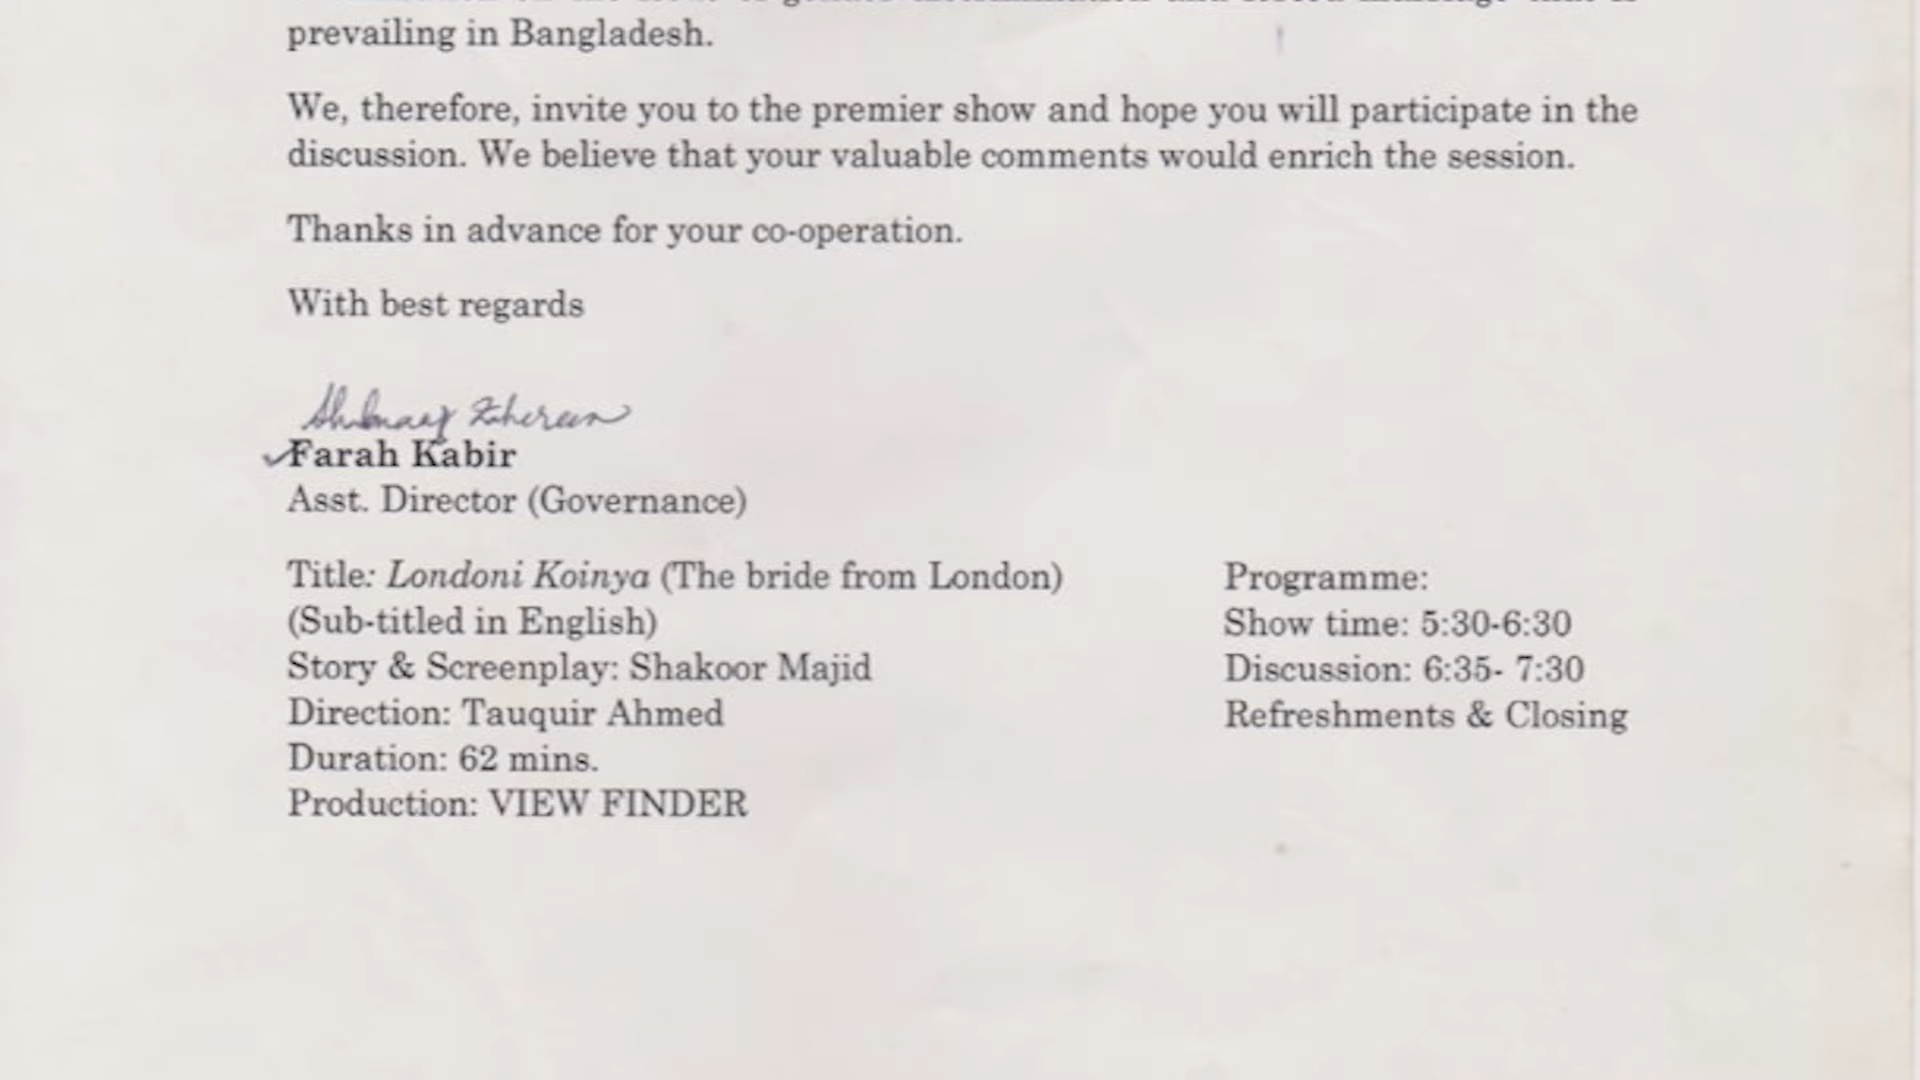 prevailing in Bangladesh.
We, therefore, invite you to the premier show and hope you will participate in the
discussion. We believe that your valuable comments would enrich the session.
Thanks in advance for your co-operation.
With best regards
Farah Kabir
Asst. Director (Governance)
Title: Londoni Koinya (The bride from London)
(Sub-titled in English)
Story & Screenplay: Shakoor Majid
Direction: Tauquir Ahmed
Duration: 62 mins.
Production: VIEW FINDER
Programme:
Show time: 5:30-6:30
Discussion: 6:35- 7:30
Refreshments & Closing